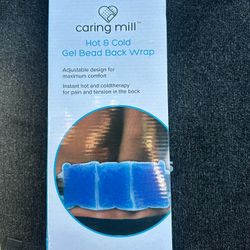 caring mill™
Hot & Cold
Gel Bead Back Wrap
Adjustable design for
maximum comfort
Instant hot and coldtherapy
for pain and tension in the back